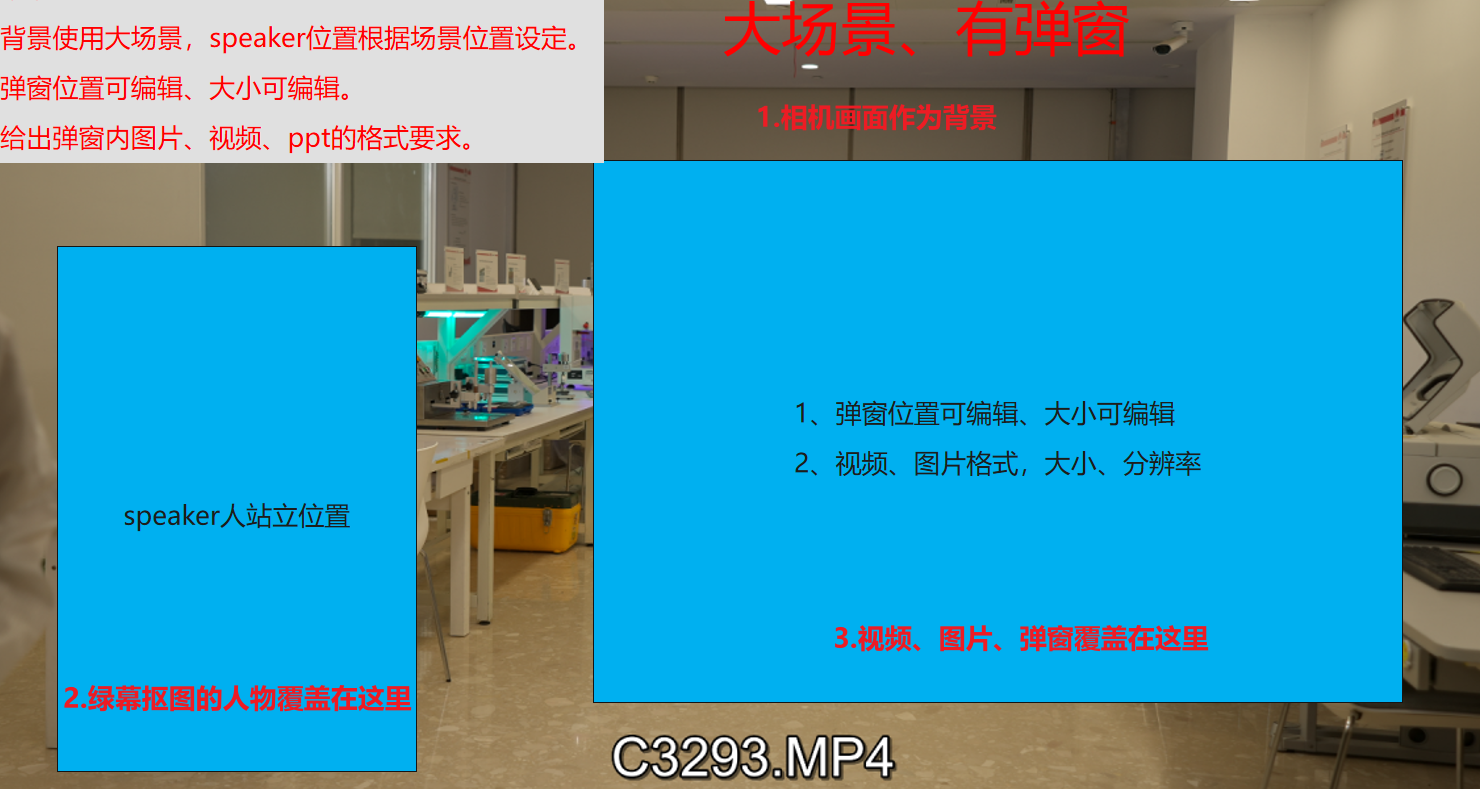 背景使用大场景，speaker位置根据场景位置设定。
弹窗位置可编辑、大小可编辑。
给出弹窗内图片、视频、ppt的格式要求。
大场景、有弹窗
1.相机画面作为背景
1、弹窗位置可编辑、大小可编辑
2、视频、图片格式，大小、分辨率
3.视频、图片、弹窗覆盖在这里
speaker人站立位置
2.绿幕抠图的人物覆盖在这里
C3293.MP4